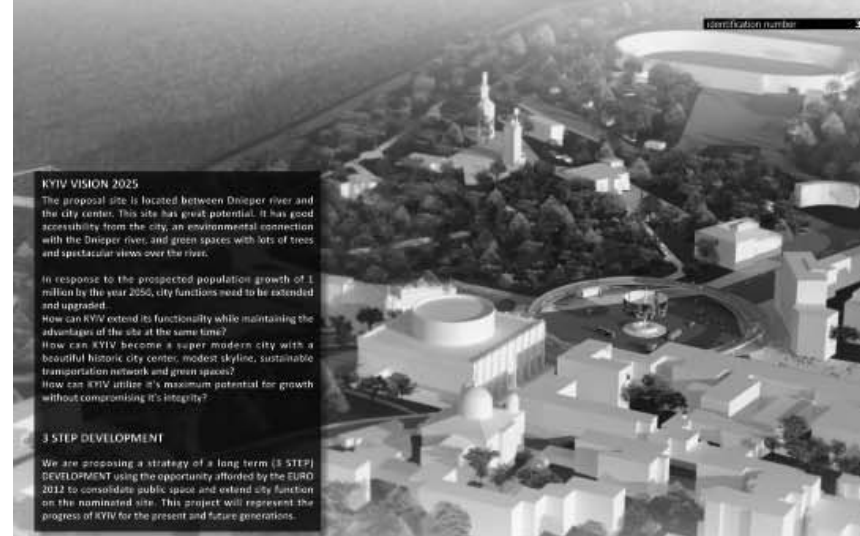 identification number
KYIV VISION 2025
The proposal site is located between Dnieper river and
the city center. This site has great potential. It has good
accessibility from the city, an environmental connection
with the Dnieper river, and green spaces with lots of trees
and spectacular views over the river.
In response to the prospected population growth of 1
million by the year 2050, city functions need to be extended
and upgraded.
How can KYIV extend its functionality while maintaining the
advantages of the site at the same time?
How can KYIV become a super modern city with a
beautiful historic city center, modest skyline, sustainable
transportation network and green spaces?
How can KYIV utilize it's maximum potential for growth
without compromising it's integrity?
3 STEP DEVELOPMENT
We are proposing a strategy of a long term (3 STEP)
DEVELOPMENT using the opportunity afforded by the EURO
2012 to consolidate public space and extend city function
on the nominated site. This project will represent the
progress of KYIV for the present and future generations.